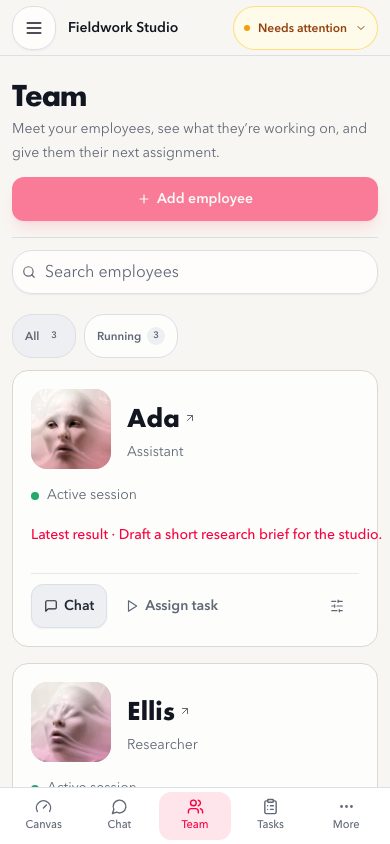 Fieldwork Studio
Needs attention
Team
Meet your employees, see what they’re working on, and
give them their next assignment.
+ Add employee
Search employees
All 3
Running 3
Ada
Assistant
Active session
Latest result · Draft a short research brief for the studio.
Chat
Assign task
Ellis
Researcher
Active session
Canvas
Chat
Team
Tasks
More